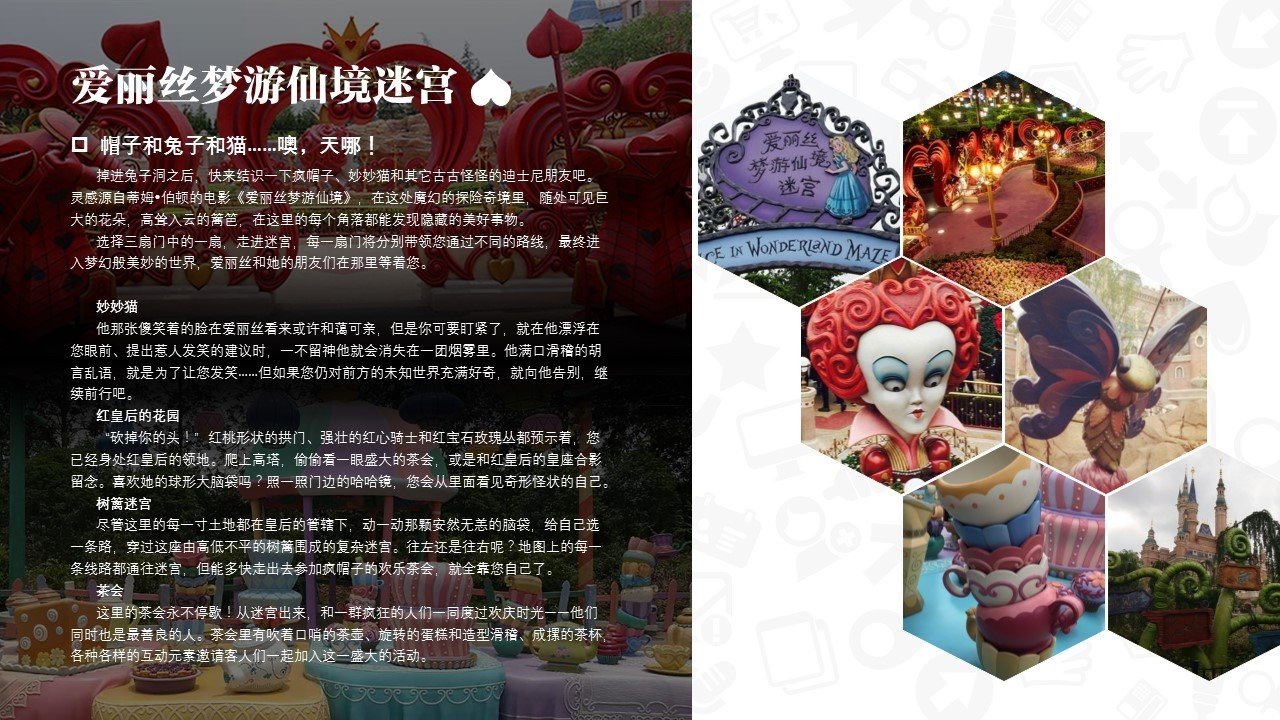 爱丽丝梦游仙境迷宫
帽子和兔子和猫……噢，天哪！
掉进兔子洞之后，快来结识一下疯帽子、妙妙猫和其它古古怪怪的迪士尼朋友吧。
灵感源自蒂姆•伯顿的电影《爱丽丝梦游仙境》，在这处魔幻的探险奇境里，随处可见巨
大的花朵，高耸入云的篱笆，在这里的每个角落都能发现隐藏的美好事物。
选择三扇门中的一扇，走进迷宫，每一扇门将分别带领您通过不同的路线，最终进
入梦幻般美妙的世界，爱丽丝和她的朋友们在那里等着您。
妙妙猫
他那张傻笑着的脸在爱丽丝看来或许和蔼可亲，但是你可要盯紧了，就在他漂浮在
您眼前、提出惹人发笑的建议时，一不留神他就会消失在一团烟雾里。他满口滑稽的胡
言乱语，就是为了让您发笑……但如果您仍对前方的未知世界充满好奇，就向他告别，继
续前行吧。
红皇后的花园
“砍掉你的头！”红桃形状的拱门、强壮的红心骑士和红宝石玫瑰丛都预示着，您
已经身处红皇后的领地。爬上高塔，偷偷看一眼盛大的茶会，或是和红皇后的皇座合影
留念。喜欢她的球形大脑袋吗？照一照门边的哈哈镜，您会从里面看见奇形怪状的自己。
树篱迷宫
尽管这里的每一寸土地都在皇后的管辖下，动一动那颗安然无恙的脑袋，给自己选
一条路，穿过这座由高低不平的树篱围成的复杂迷宫。往左还是往右呢？地图上的每一
条线路都通往迷宫，但能多快走出去参加疯帽子的欢乐茶会，就全靠您自己了。
茶会
这里的茶会永不停歇！从迷宫出来，和一群疯狂的人们一同度过欢庆时光——他们
同时也是最善良的人。茶会里有吹着口哨的茶壶、旋转的蛋糕和造型滑稽、成摞的茶杯，
各种各样的互动元素邀请客人们一起加入这一盛大的活动。
爱丽丝
梦游仙境
迷宫
CE IN WONDERLAND MAZE